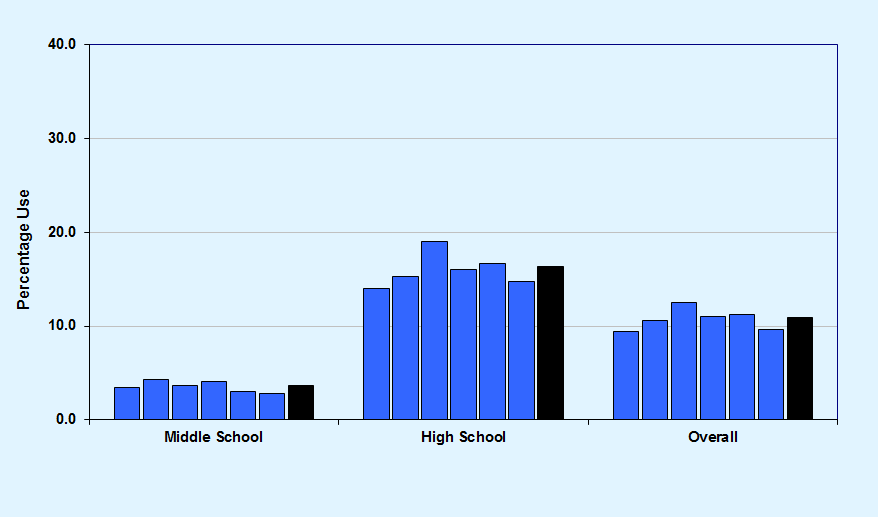 40.0
30.0
20.0
10.0
0.0
Percentage Use
Middle School
High School
Overall